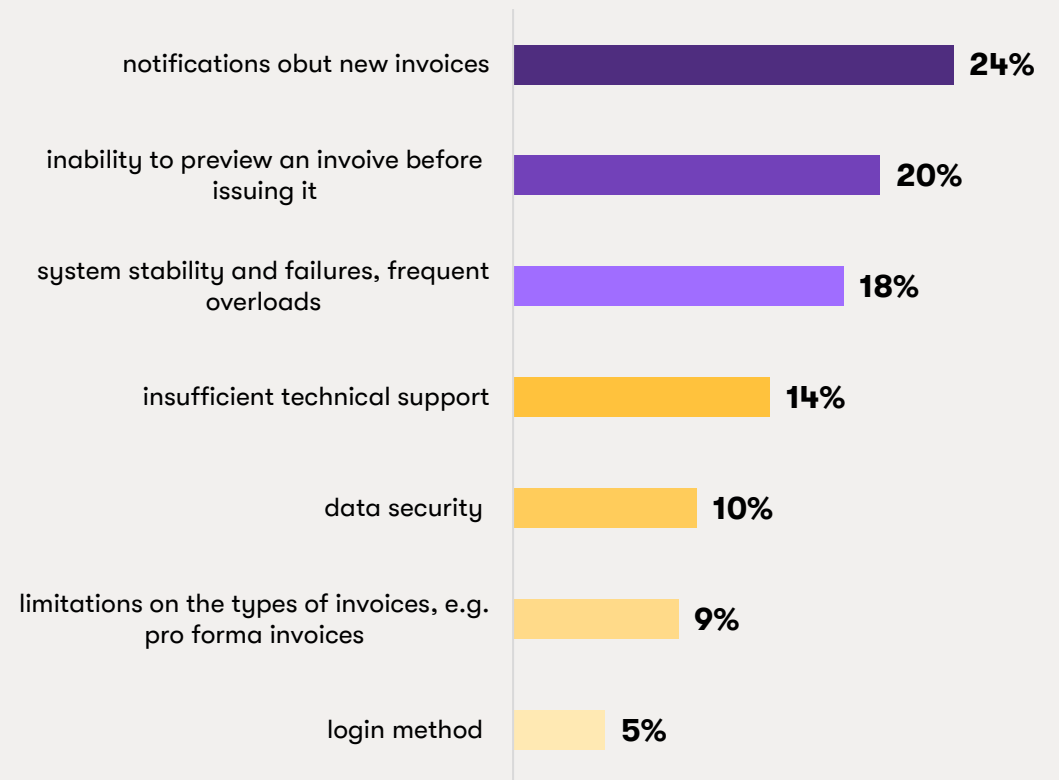 notifications obut new invoices
24%
inability to preview an invoive before
issuing it
20%
system stability and failures, frequent
overloads
18%
insufficient technical support
14%
data security
10%
limitations on the types of invoices, e.g.
pro forma invoices
9%
login method
5%